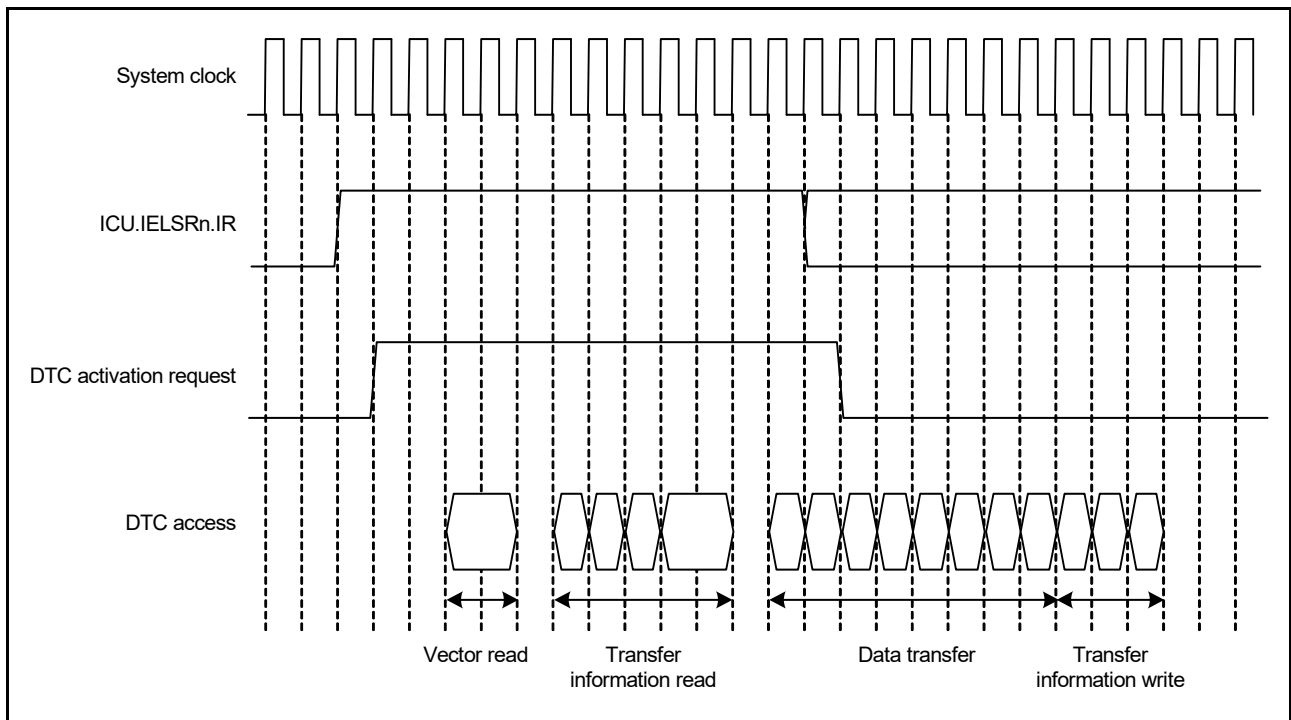 System clock
ICU.IELSRn.IR
DTC activation request
DTC access
Vector read
Transfer
information read
Data transfer
Transfer
information write